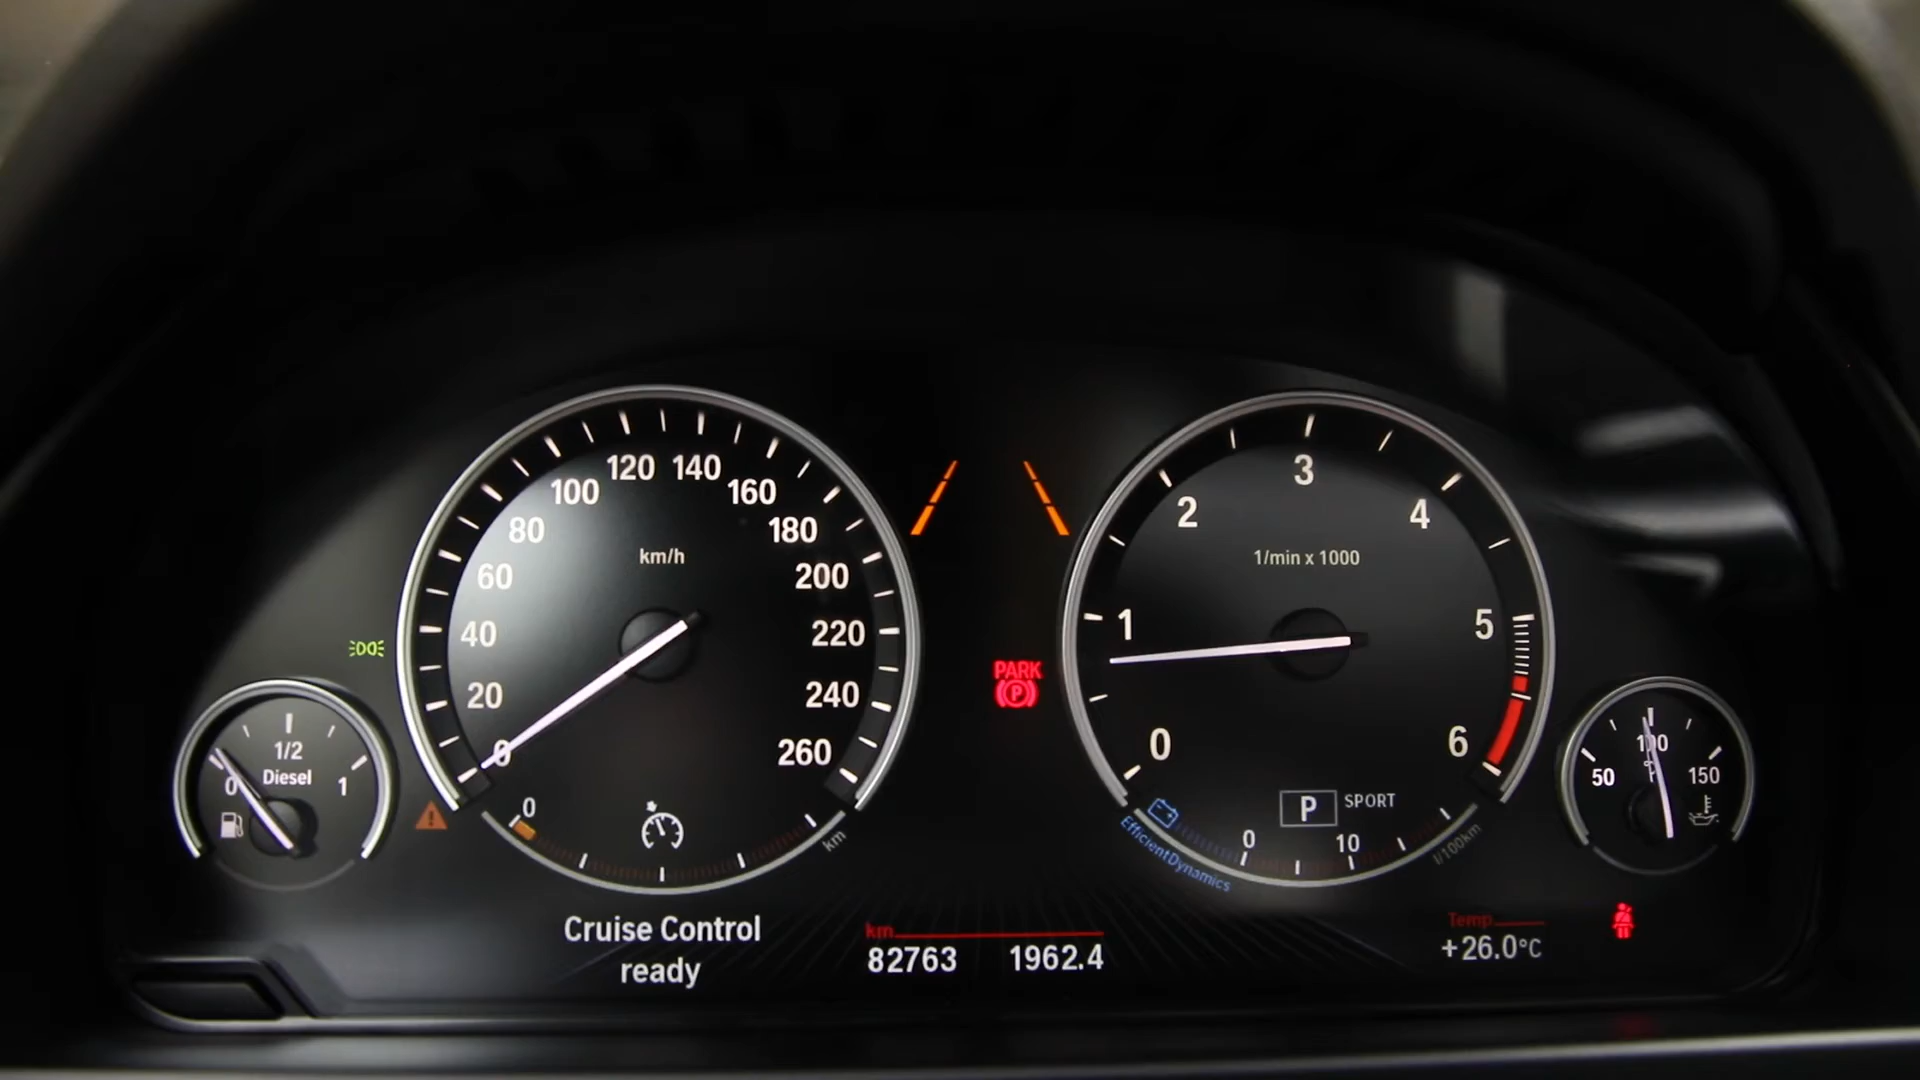 0
1/2
1
Diesel
0
20
40
60
80
100
120
140
160
180
200
220
240
260
km/h
0
km
Cruise Control
ready
PARK
P
km
82763 1962.4
0
1
2
3
4
5
6
1/min x 1000
P SPORT
0
10
l/100km
EfficientDynamics
50
100
150
°C
Temp
+26.0°C